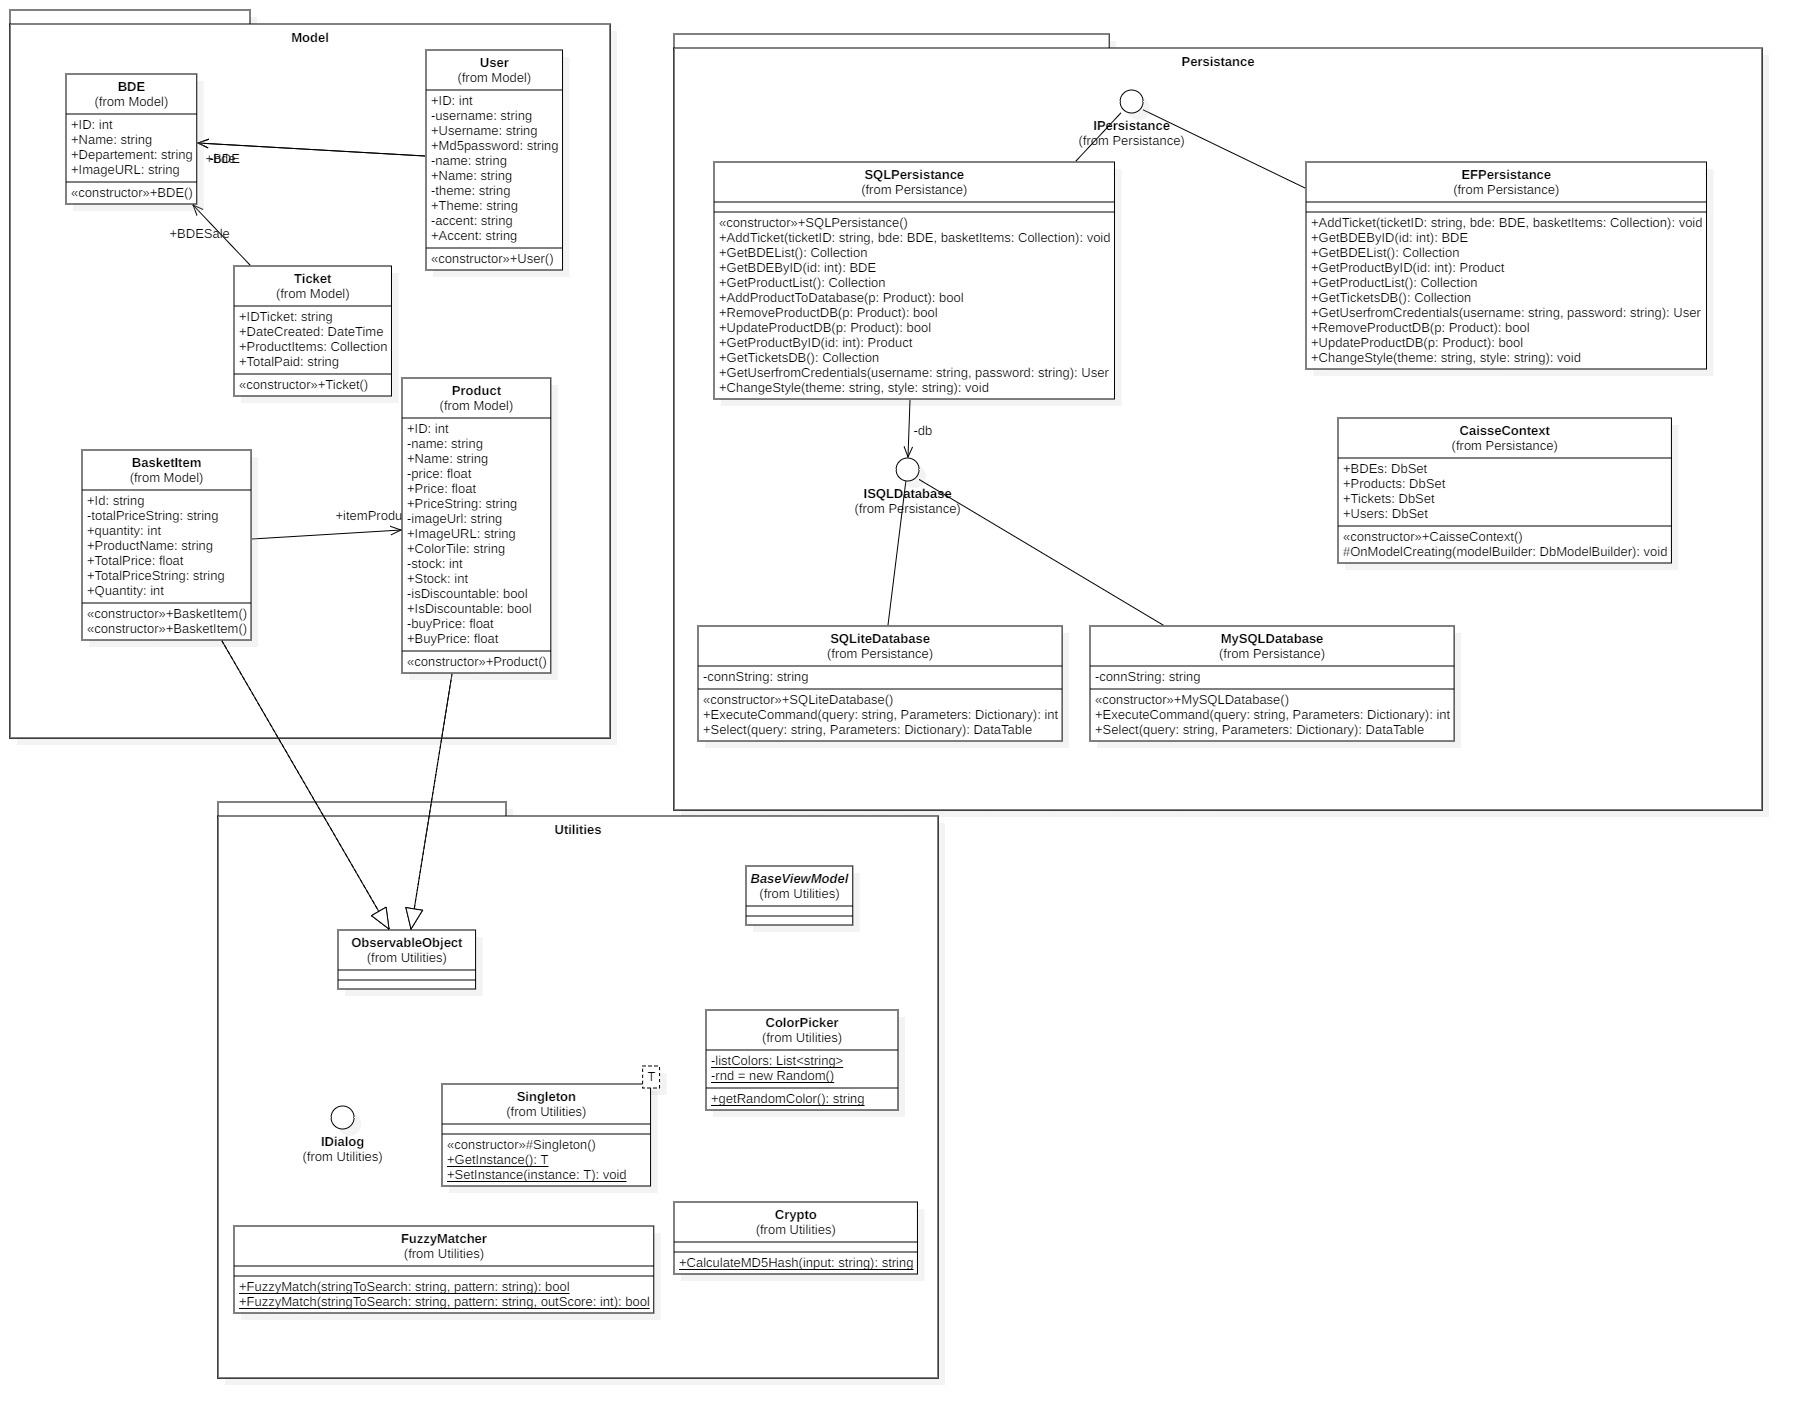 Model
BDE
(from Model)
+ID: int
+Name: string
+Departement: string
+ImageURL: string
«constructor»+BDE()
User
(from Model)
+ID: int
-username: string
+Username: string
+Md5password: string
-name: string
+Name: string
-theme: string
+Theme: string
-accent: string
+Accent: string
«constructor»+User()
+BDE
+BDESale
Ticket
(from Model)
+IDTicket: string
+DateCreated: DateTime
+ProductItems: Collection
+TotalPaid: string
«constructor»+Ticket()
Product
(from Model)
+ID: int
-name: string
+Name: string
-price: float
+Price: float
+PriceString: string
-imageUrl: string
+ImageURL: string
+ColorTile: string
-stock: int
+Stock: int
-isDiscountable: bool
+IsDiscountable: bool
-buyPrice: float
+BuyPrice: float
«constructor»+Product()
BasketItem
(from Model)
+Id: string
-totalPriceString: string
+quantity: int
+ProductName: string
+TotalPrice: float
+TotalPriceString: string
+Quantity: int
«constructor»+BasketItem()
«constructor»+BasketItem()
+itemProdu
Persistance
IPersistance
(from Persistance)
SQLPersistance
(from Persistance)
«constructor»+SQLPersistance()
+AddTicket(ticketID: string, bde: BDE, basketItems: Collection): void
+GetBDEList(): Collection
+GetBDEByID(id: int): BDE
+GetProductList(): Collection
+AddProductToDatabase(p: Product): bool
+RemoveProductDB(p: Product): bool
+UpdateProductDB(p: Product): bool
+GetProductByID(id: int): Product
+GetTicketsDB(): Collection
+GetUserfromCredentials(username: string, password: string): User
+ChangeStyle(theme: string, style: string): void
EFPersistance
(from Persistance)
+AddTicket(ticketID: string, bde: BDE, basketItems: Collection): void
+GetBDEByID(id: int): BDE
+GetBDEList(): Collection
+GetProductByID(id: int): Product
+GetProductList(): Collection
+GetTicketsDB(): Collection
+GetUserfromCredentials(username: string, password: string): User
+RemoveProductDB(p: Product): bool
+UpdateProductDB(p: Product): bool
+ChangeStyle(theme: string, style: string): void
-db
ISQLDatabase
(from Persistance)
CaisseContext
(from Persistance)
+BDEs: DbSet
+Products: DbSet
+Tickets: DbSet
+Users: DbSet
«constructor»+CaisseContext()
#OnModelCreating(modelBuilder: DbModelBuilder): void
SQLiteDatabase
(from Persistance)
-connString: string
«constructor»+SQLiteDatabase()
+ExecuteCommand(query: string, Parameters: Dictionary): int
+Select(query: string, Parameters: Dictionary): DataTable
MySQLDatabase
(from Persistance)
-connString: string
«constructor»+MySQLDatabase()
+ExecuteCommand(query: string, Parameters: Dictionary): int
+Select(query: string, Parameters: Dictionary): DataTable
Utilities
BaseViewModel
(from Utilities)
ObservableObject
(from Utilities)
ColorPicker
(from Utilities)
-listColors: List<string>
-rnd = new Random()
+getRandomColor(): string
T
Singleton
(from Utilities)
«constructor»#Singleton()
+GetInstance(): T
+SetInstance(instance: T): void
IDialog
(from Utilities)
Crypto
(from Utilities)
+CalculateMD5Hash(input: string): string
FuzzyMatcher
(from Utilities)
+FuzzyMatch(stringToSearch: string, pattern: string): bool
+FuzzyMatch(stringToSearch: string, pattern: string, outScore: int): bool